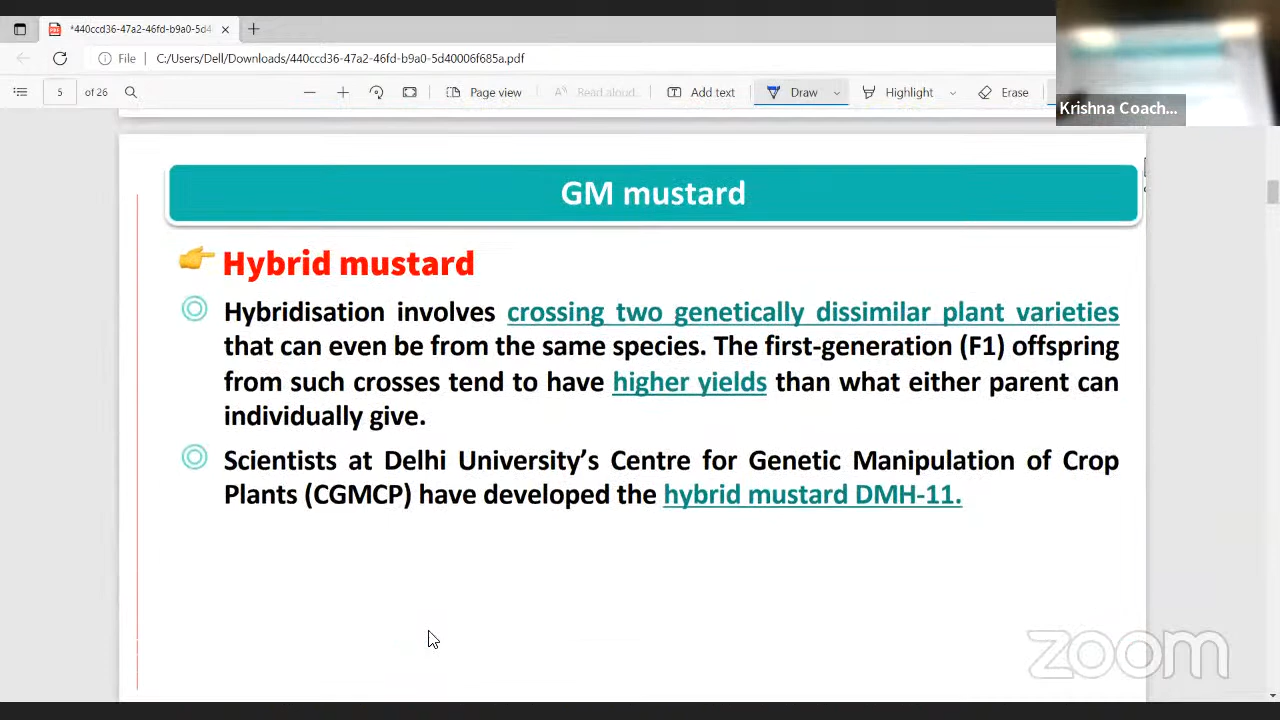 *440ccd36-47a2-46fd-b9a0-5d4
File
C:/Users/Dell/Downloads/440ccd36-47a2-46fd-b9a0-5d40006f685a.pdf
5 of 26
Page view
Read aloud
Add text
Draw
Highlight
Erase
Krishna Coach...
GM mustard
Hybrid mustard
Hybridisation involves crossing two genetically dissimilar plant varieties
that can even be from the same species. The first-generation (F1) offspring
from such crosses tend to have higher yields than what either parent can
individually give.
Scientists at Delhi University’s Centre for Genetic Manipulation of Crop
Plants (CGMCP) have developed the hybrid mustard DMH-11.
zoom